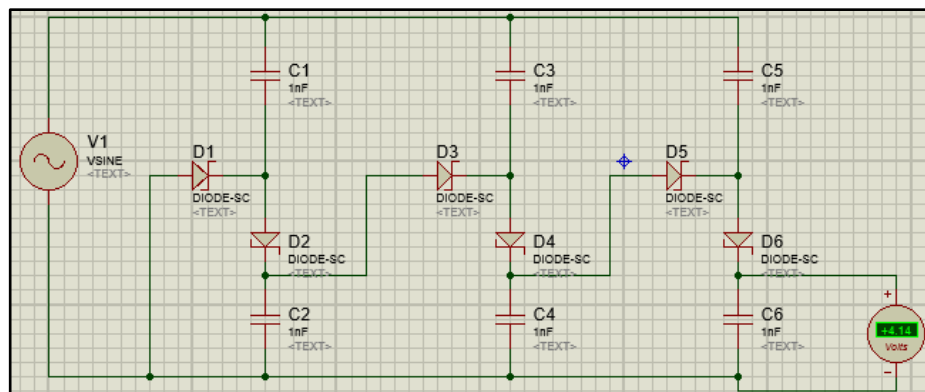 V1
VSINE
<TEXT>
C1
1nF
<TEXT>
C3
1nF
<TEXT>
C5
1nF
<TEXT>
D1
DIODE-SC
<TEXT>
D3
DIODE-SC
<TEXT>
D5
DIODE-SC
<TEXT>
D2
DIODE-SC
<TEXT>
D4
DIODE-SC
<TEXT>
D6
DIODE-SC
<TEXT>
C2
1nF
<TEXT>
C4
1nF
<TEXT>
C6
1nF
<TEXT>
+
+4.14
Volts
−